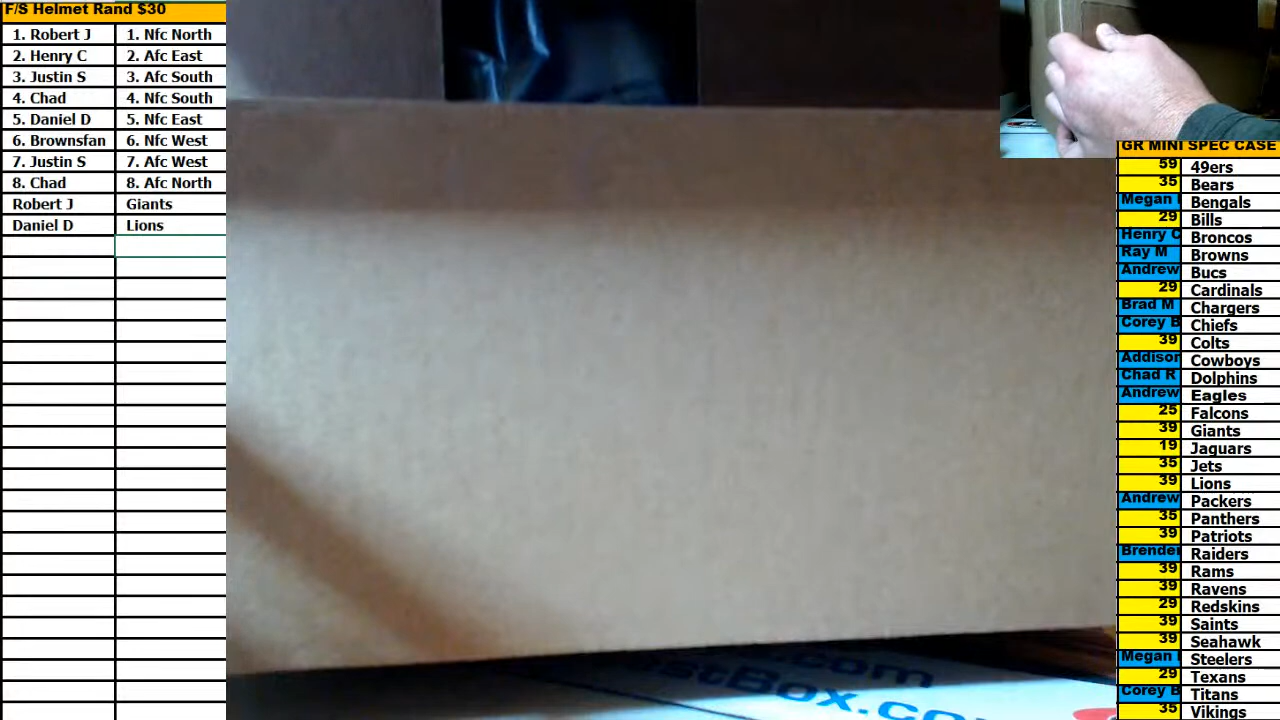 F/S Helmet Rand $30
1. Robert J 1. Nfc North
2. Henry C 2. Afc East
3. Justin S 3. Afc South
4. Chad 4. Nfc South
5. Daniel D 5. Nfc East
6. Brownsfan 6. Nfc West
7. Justin S 7. Afc West
8. Chad 8. Afc North
Robert J Giants
Daniel D Lions
GR MINI SPEC CASE
59 49ers
35 Bears
Megan Bengals
29 Bills
Henry C Broncos
Ray M Browns
Andrew Bucs
29 Cardinals
Brad M Chargers
Corey B Chiefs
39 Colts
Addison Cowboys
Chad R Dolphins
Andrew Eagles
25 Falcons
39 Giants
19 Jaguars
35 Jets
39 Lions
Andrew Packers
35 Panthers
39 Patriots
Brender Raiders
39 Rams
39 Ravens
29 Redskins
39 Saints
39 Seahawk
Megan Steelers
29 Texans
Corey B Titans
35 Vikings
.com